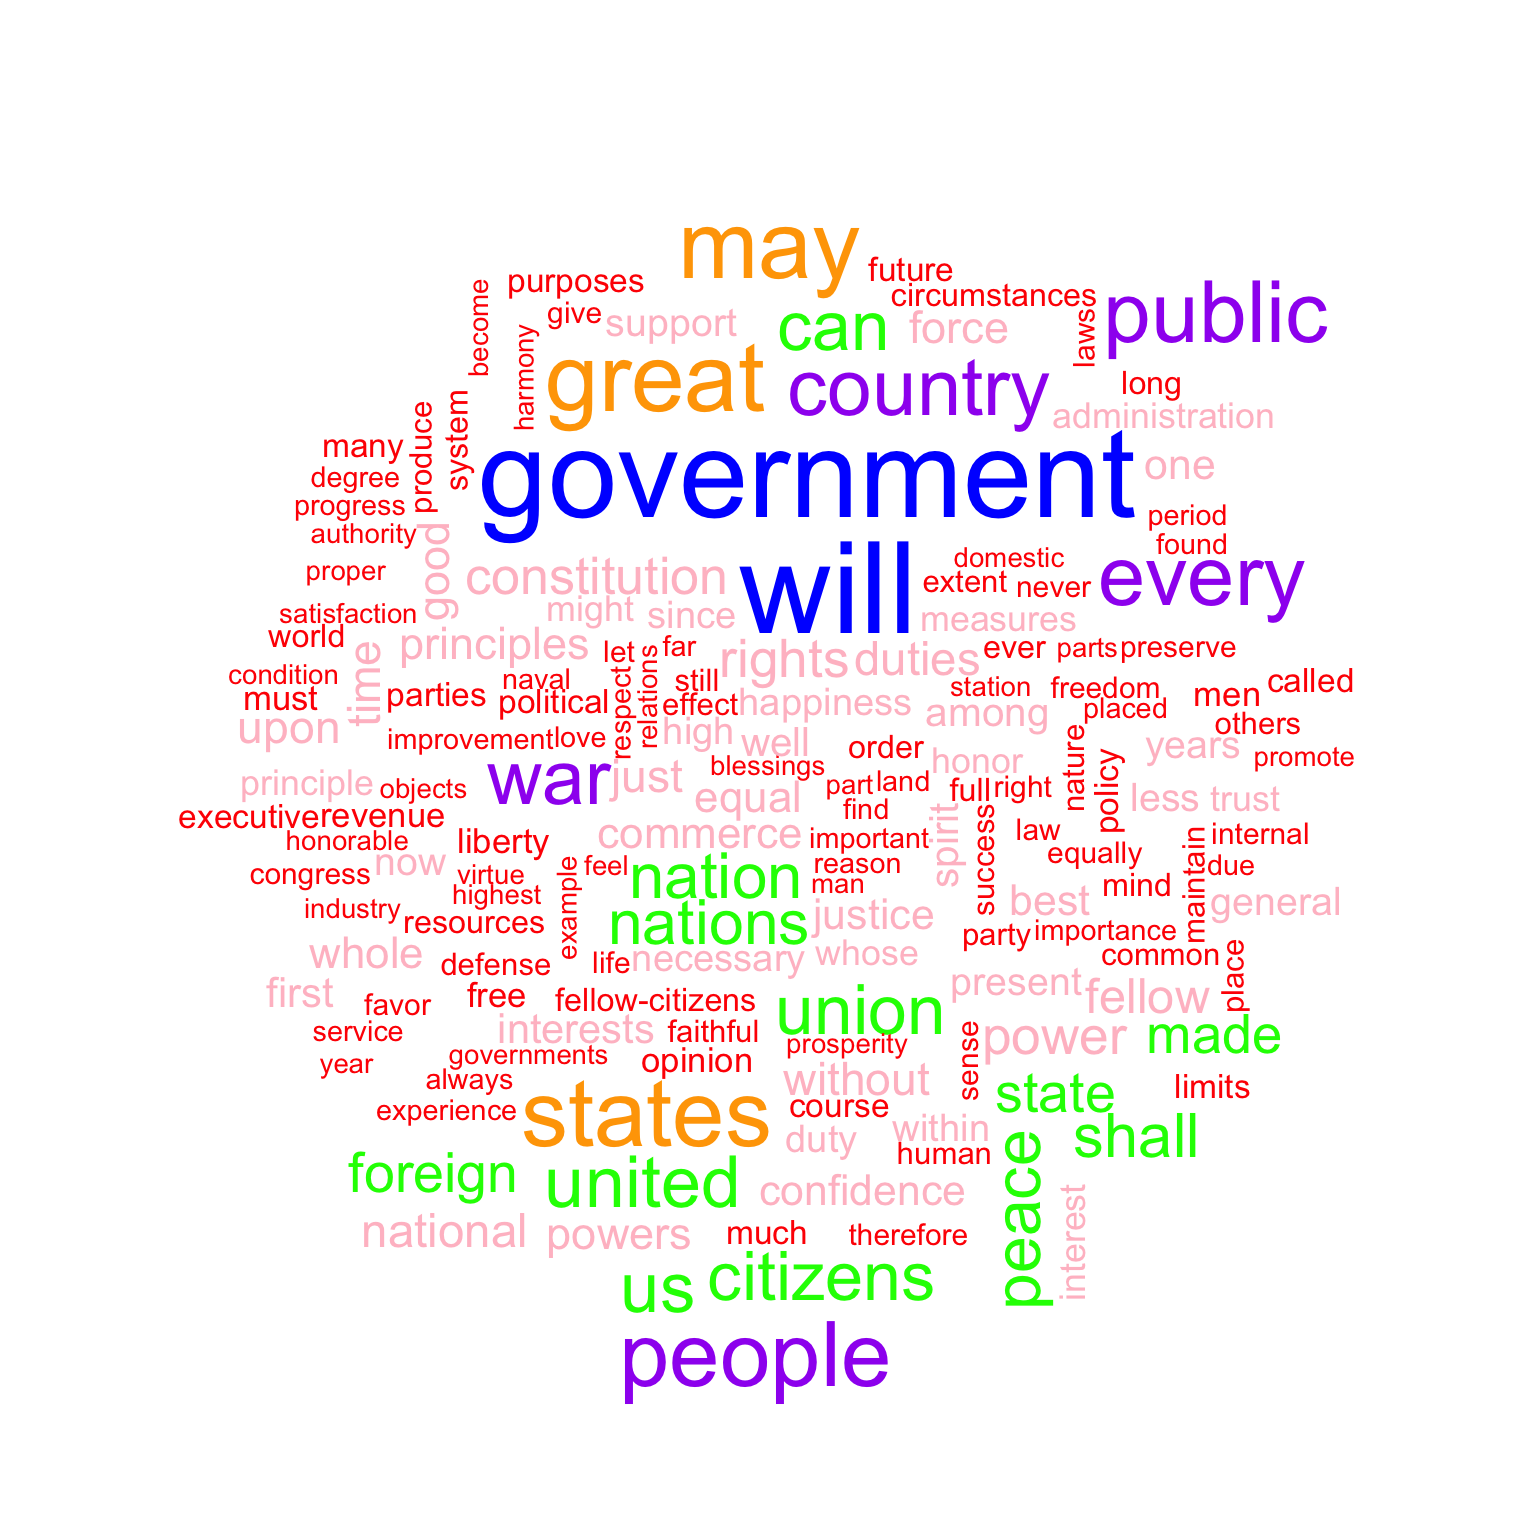 may
future
purposes
circumstances
become
give
support
can
force
lawss
public
harmony
great
country
long
administration
produce
system
many
degree
progress
authority
government
one
period
found
good
proper
constitution
will
domestic
extent
never
every
satisfaction
might
since
measures
world
principles
let
far
rights
duties
ever
parts
preserve
condition
time
must
upon
parties
naval
political
respect
relations
still
effect
happiness
station
freedom
among
placed
men
called
others
improvement
love
high
well
order
honor
nature
policy
years
promote
principle
objects
war
just
blessings
equal
part
land
find
full
right
less
trust
executive
revenue
honorable
liberty
commerce
important
spirit
success
law
equally
internal
congress
now
virtue
highest
example
feel
nation
reason
man
mind
maintain
due
industry
resources
nations
justice
best
general
party
importance
common
whole
defense
life
necessary
whose
place
first
favor
free
fellow-citizens
union
present
fellow
service
interests
faithful
prosperity
sense
power
made
year
governments
always
opinion
without
state
limits
experience
states
course
duty
within
human
shall
peace
foreign
united
confidence
interest
national
powers
much
therefore
us
citizens
people